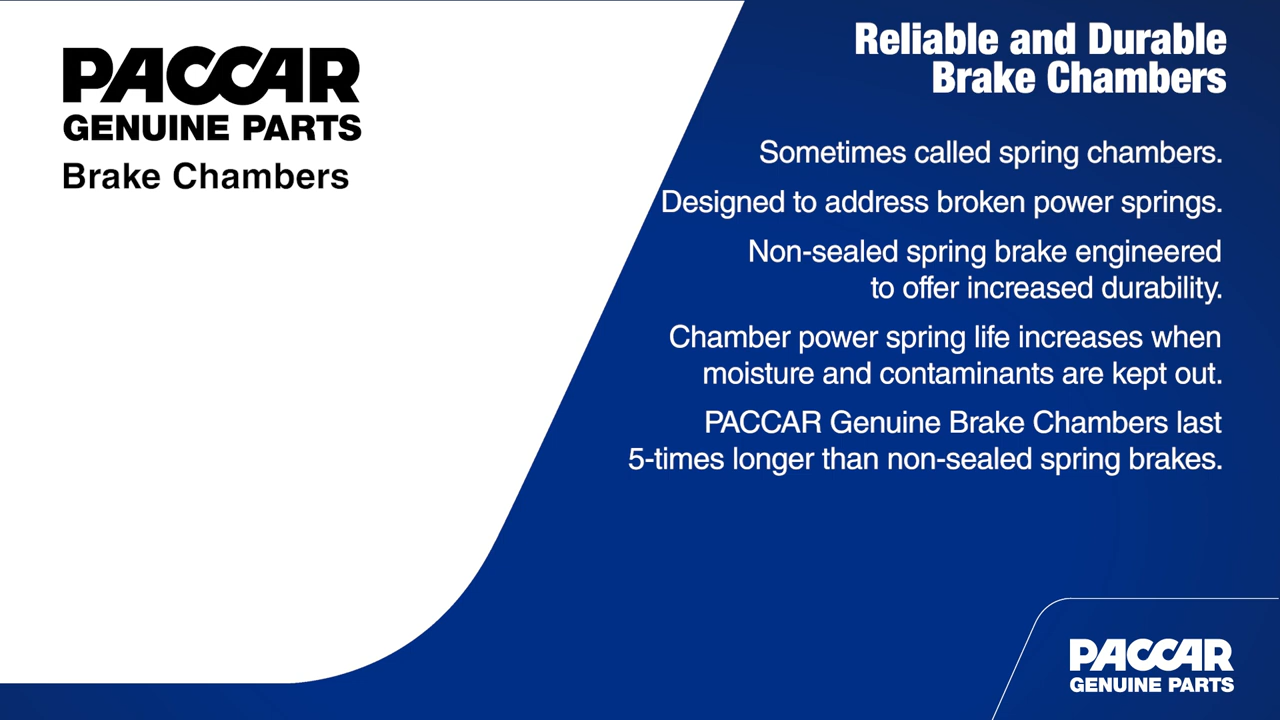 PACCAR
GENUINE PARTS
Brake Chambers
Reliable and Durable
Brake Chambers
Sometimes called spring chambers.
Designed to address broken power springs.
Non-sealed spring brake engineered
to offer increased durability.
Chamber power spring life increases when
moisture and contaminants are kept out.
PACCAR Genuine Brake Chambers last
5-times longer than non-sealed spring brakes.
PACCAR
GENUINE PARTS